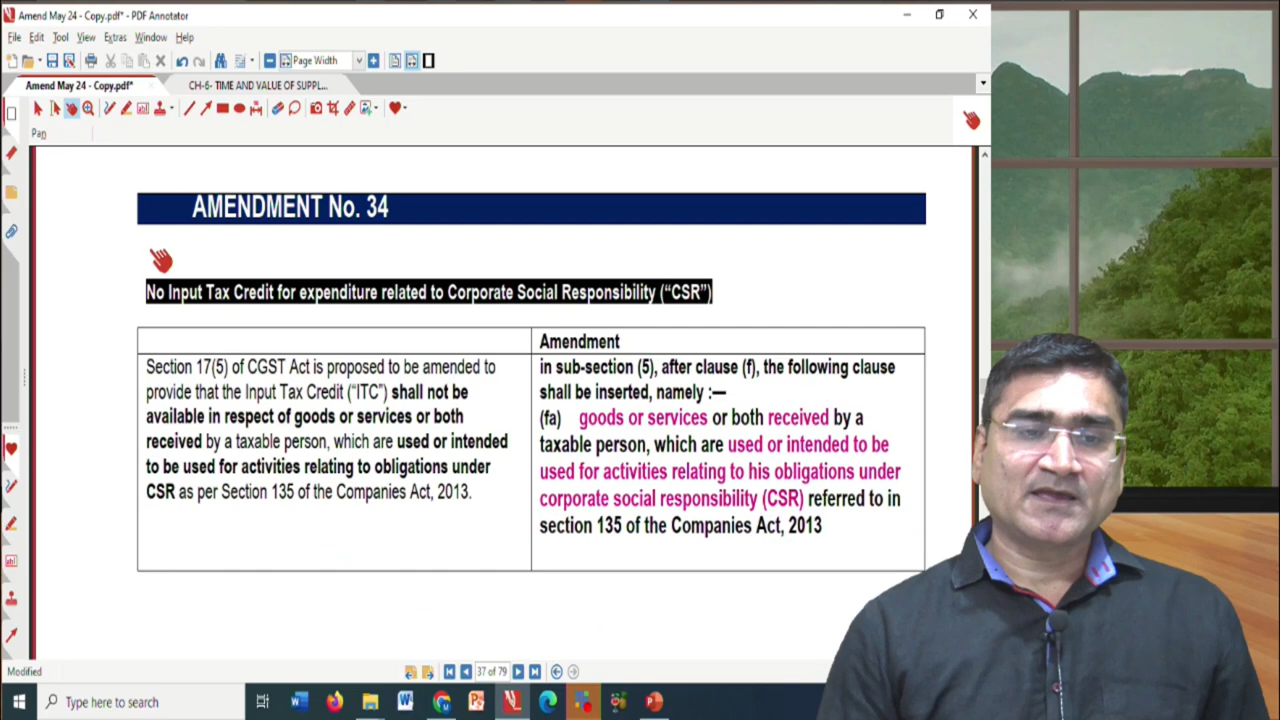 Amend May 24 - Copy.pdf* - PDF Annotator
File Edit Tool View Extras Window Help
Page Width
Amend May 24 - Copy.pdf*
CH-6- TIME AND VALUE OF SUPPL...
Pan
AMENDMENT No. 34
No Input Tax Credit for expenditure related to Corporate Social Responsibility (“CSR”)
Section 17(5) of CGST Act is proposed to be amended to
provide that the Input Tax Credit (“ITC”) shall not be
available in respect of goods or services or both
received by a taxable person, which are used or intended
to be used for activities relating to obligations under
CSR as per Section 135 of the Companies Act, 2013.
Amendment
in sub-section (5), after clause (f), the following clause
shall be inserted, namely :—
(fa) goods or services or both received by a
taxable person, which are used or intended to be
used for activities relating to his obligations under
corporate social responsibility (CSR) referred to in
section 135 of the Companies Act, 2013
Modified
37 of 79
Type here to search